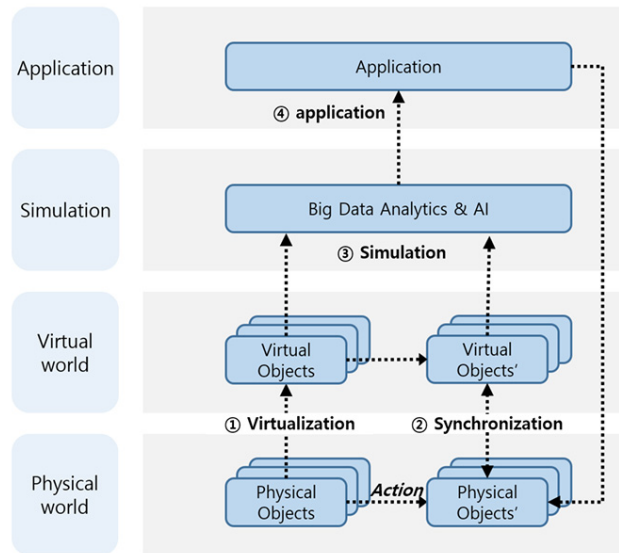 Application
Application
④ application
Simulation
Big Data Analytics & AI
③ Simulation
Virtual
world
Virtual
Objects
Virtual
Objects‘
① Virtualization
② Synchronization
Physical
world
Physical
Objects
Action
Physical
Objects‘